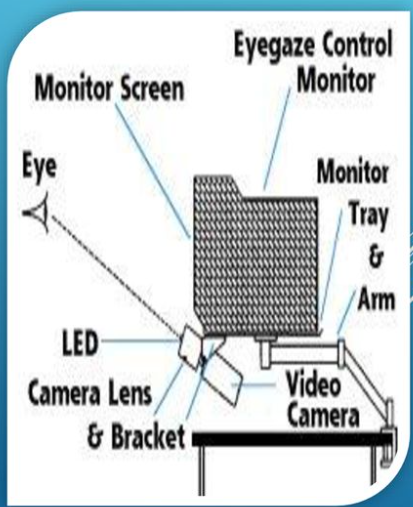 Eyegaze Control
Monitor
Monitor Screen
Eye
Monitor
Tray
&
Arm
LED
Camera Lens
& Bracket
Video
Camera